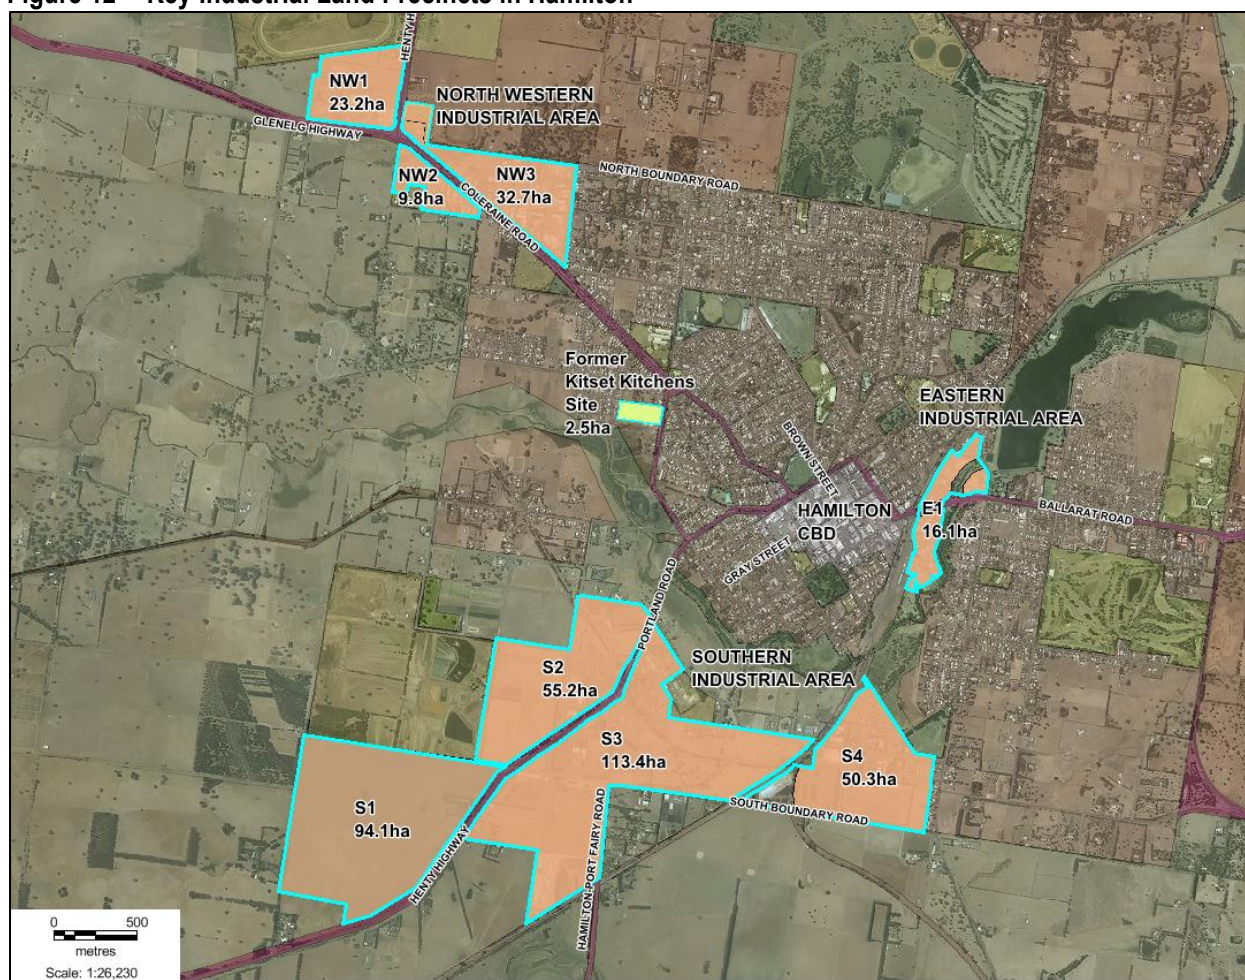 Figure 12 Key Industrial Land Precincts in Hamilton
HENTY H
NW1
23.2ha
NORTH WESTERN
INDUSTRIAL AREA
GLENELG HIGHWAY
NW2
9.8ha
NW3
32.7ha
NORTH BOUNDARY ROAD
COLERAINE ROAD
Former
Kitset Kitchens
Site
2.5ha
EASTERN
INDUSTRIAL AREA
BROWN STREET
HAMILTON
CBD
E1
16.1ha
BALLARAT ROAD
GRAY STREET
PORTLAND ROAD
SOUTHERN
INDUSTRIAL AREA
S2
55.2ha
S3
113.4ha
S4
50.3ha
S1
94.1ha
SOUTH BOUNDARY ROAD
HENTY HIGHWAY
HAMILTON-PORT FAIRY ROAD
0 500
metres
Scale: 1:26,230